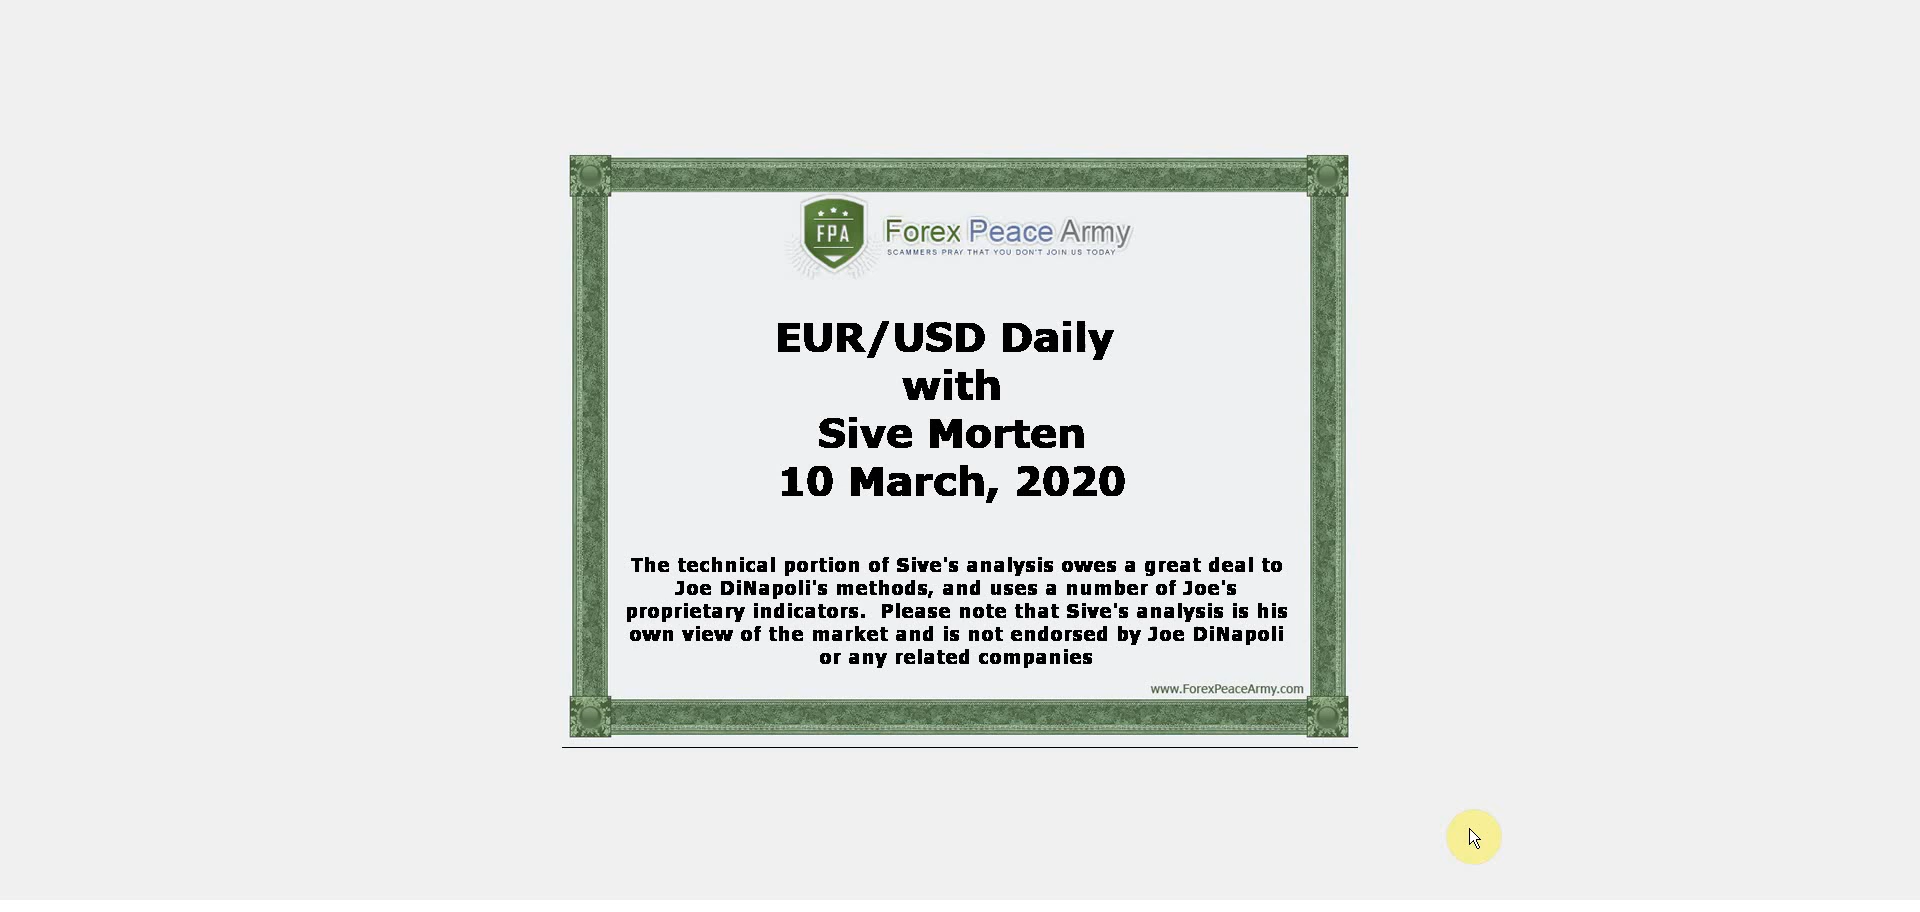 FPA
Forex Peace Army
SCAMMERS PRAY THAT YOU DON'T JOIN US TODAY
EUR/USD Daily
with
Sive Morten
10 March, 2020
The technical portion of Sive's analysis owes a great deal to
Joe DiNapoli's methods, and uses a number of Joe's
proprietary indicators.  Please note that Sive's analysis is his
own view of the market and is not endorsed by Joe DiNapoli
or any related companies
www.ForexPeaceArmy.com